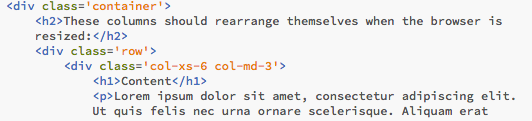 <div class='container'>
<h2>These columns should rearrange themselves when the browser is
resized:</h2>
<div class='row'>
<div class='col-xs-6 col-md-3'>
<h1>Content</h1>
<p>Lorem ipsum dolor sit amet, consectetur adipiscing elit.
Ut quis felis nec urna ornare scelerisque. Aliquam erat